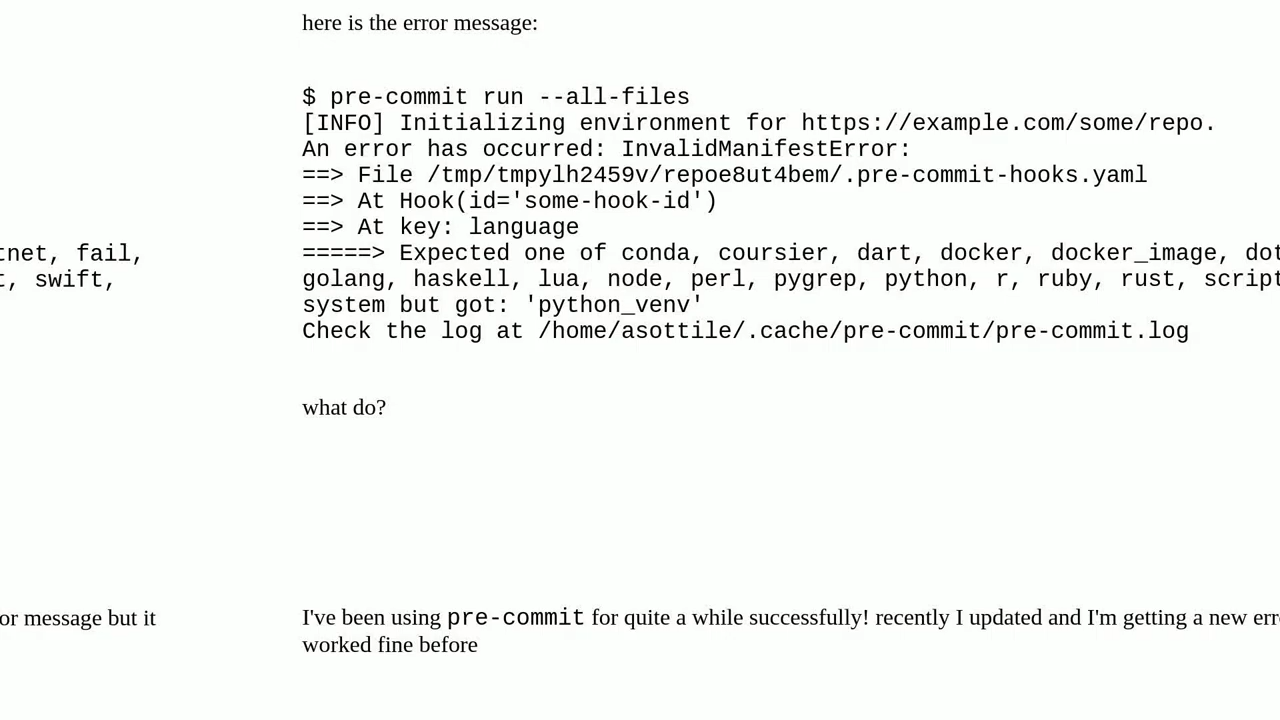 here is the error message:
$ pre-commit run --all-files
[INFO] Initializing environment for https://example.com/some/repo.
An error has occurred: InvalidManifestError:
==> File /tmp/tmpylh2459v/repoe8ut4bem/.pre-commit-hooks.yaml
==> At Hook(id='some-hook-id')
==> At key: language
tnet, fail,
=====> Expected one of conda, coursier, dart, docker, docker_image, dot
t, swift,
golang, haskell, lua, node, perl, pygrep, python, r, ruby, rust, script
system but got: 'python_venv'
Check the log at /home/asottile/.cache/pre-commit/pre-commit.log
what do?
or message but it
I've been using pre-commit for quite a while successfully! recently I updated and I'm getting a new err
worked fine before